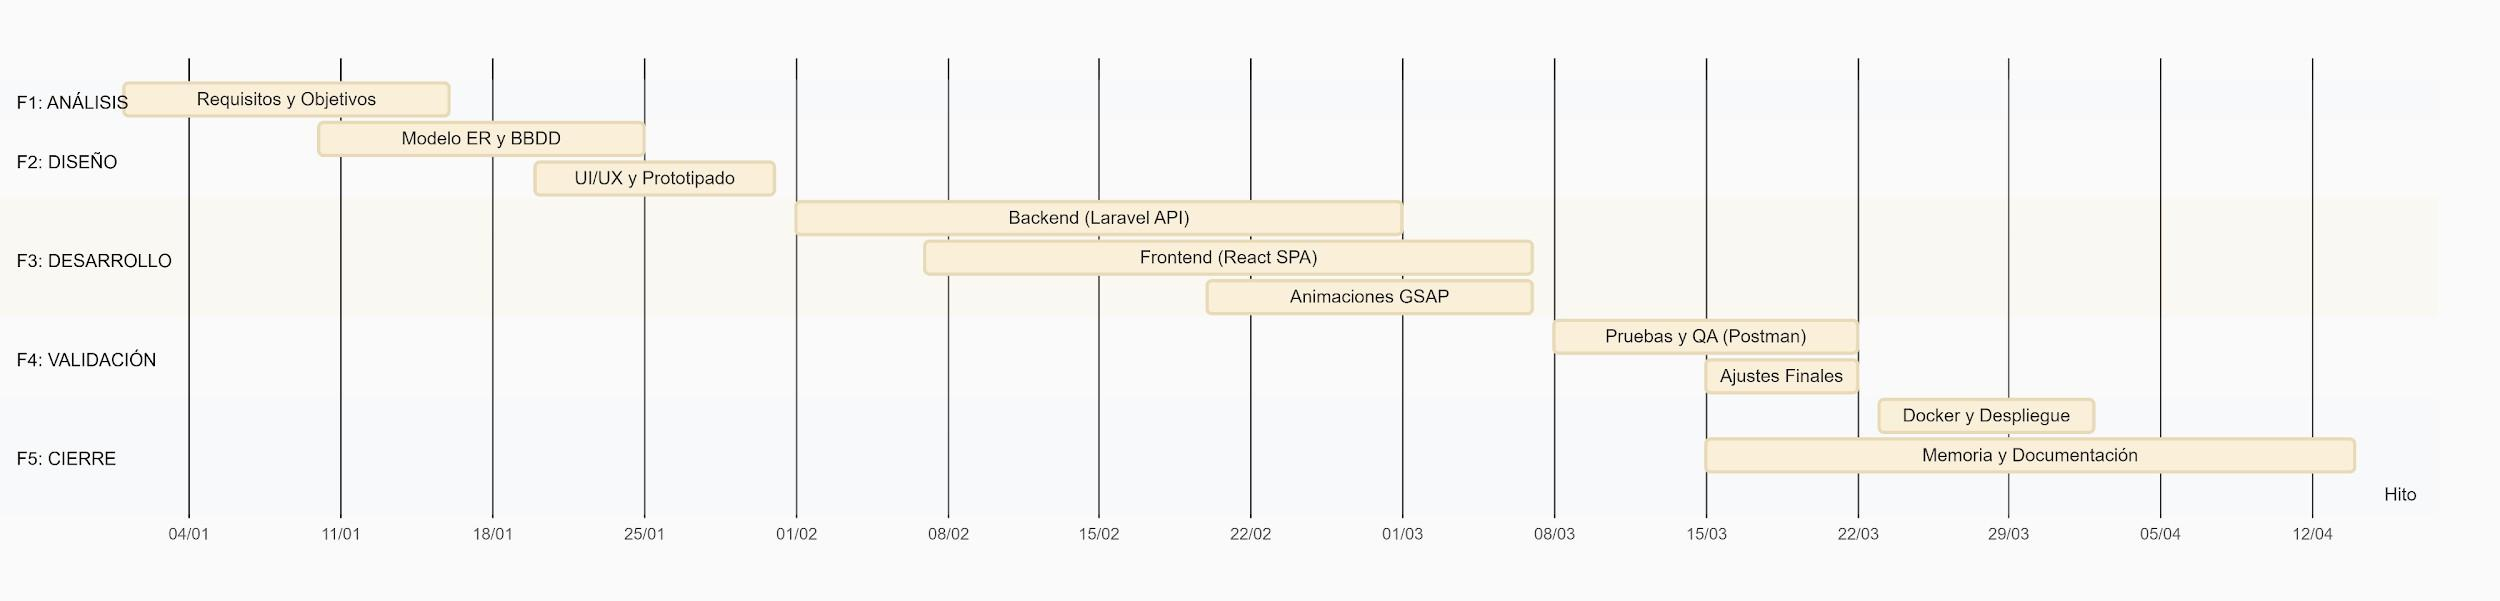 F1: ANÁLISIS
Requisitos y Objetivos
Modelo ER y BBDD
F2: DISEÑO
UI/UX y Prototipado
Backend (Laravel API)
F3: DESARROLLO
Frontend (React SPA)
Animaciones GSAP
Pruebas y QA (Postman)
F4: VALIDACIÓN
Ajustes Finales
Docker y Despliegue
F5: CIERRE
Memoria y Documentación
Hito
04/01 11/01 18/01 25/01 01/02 08/02 15/02 22/02 01/03 08/03 15/03 22/03 29/03 05/04 12/04